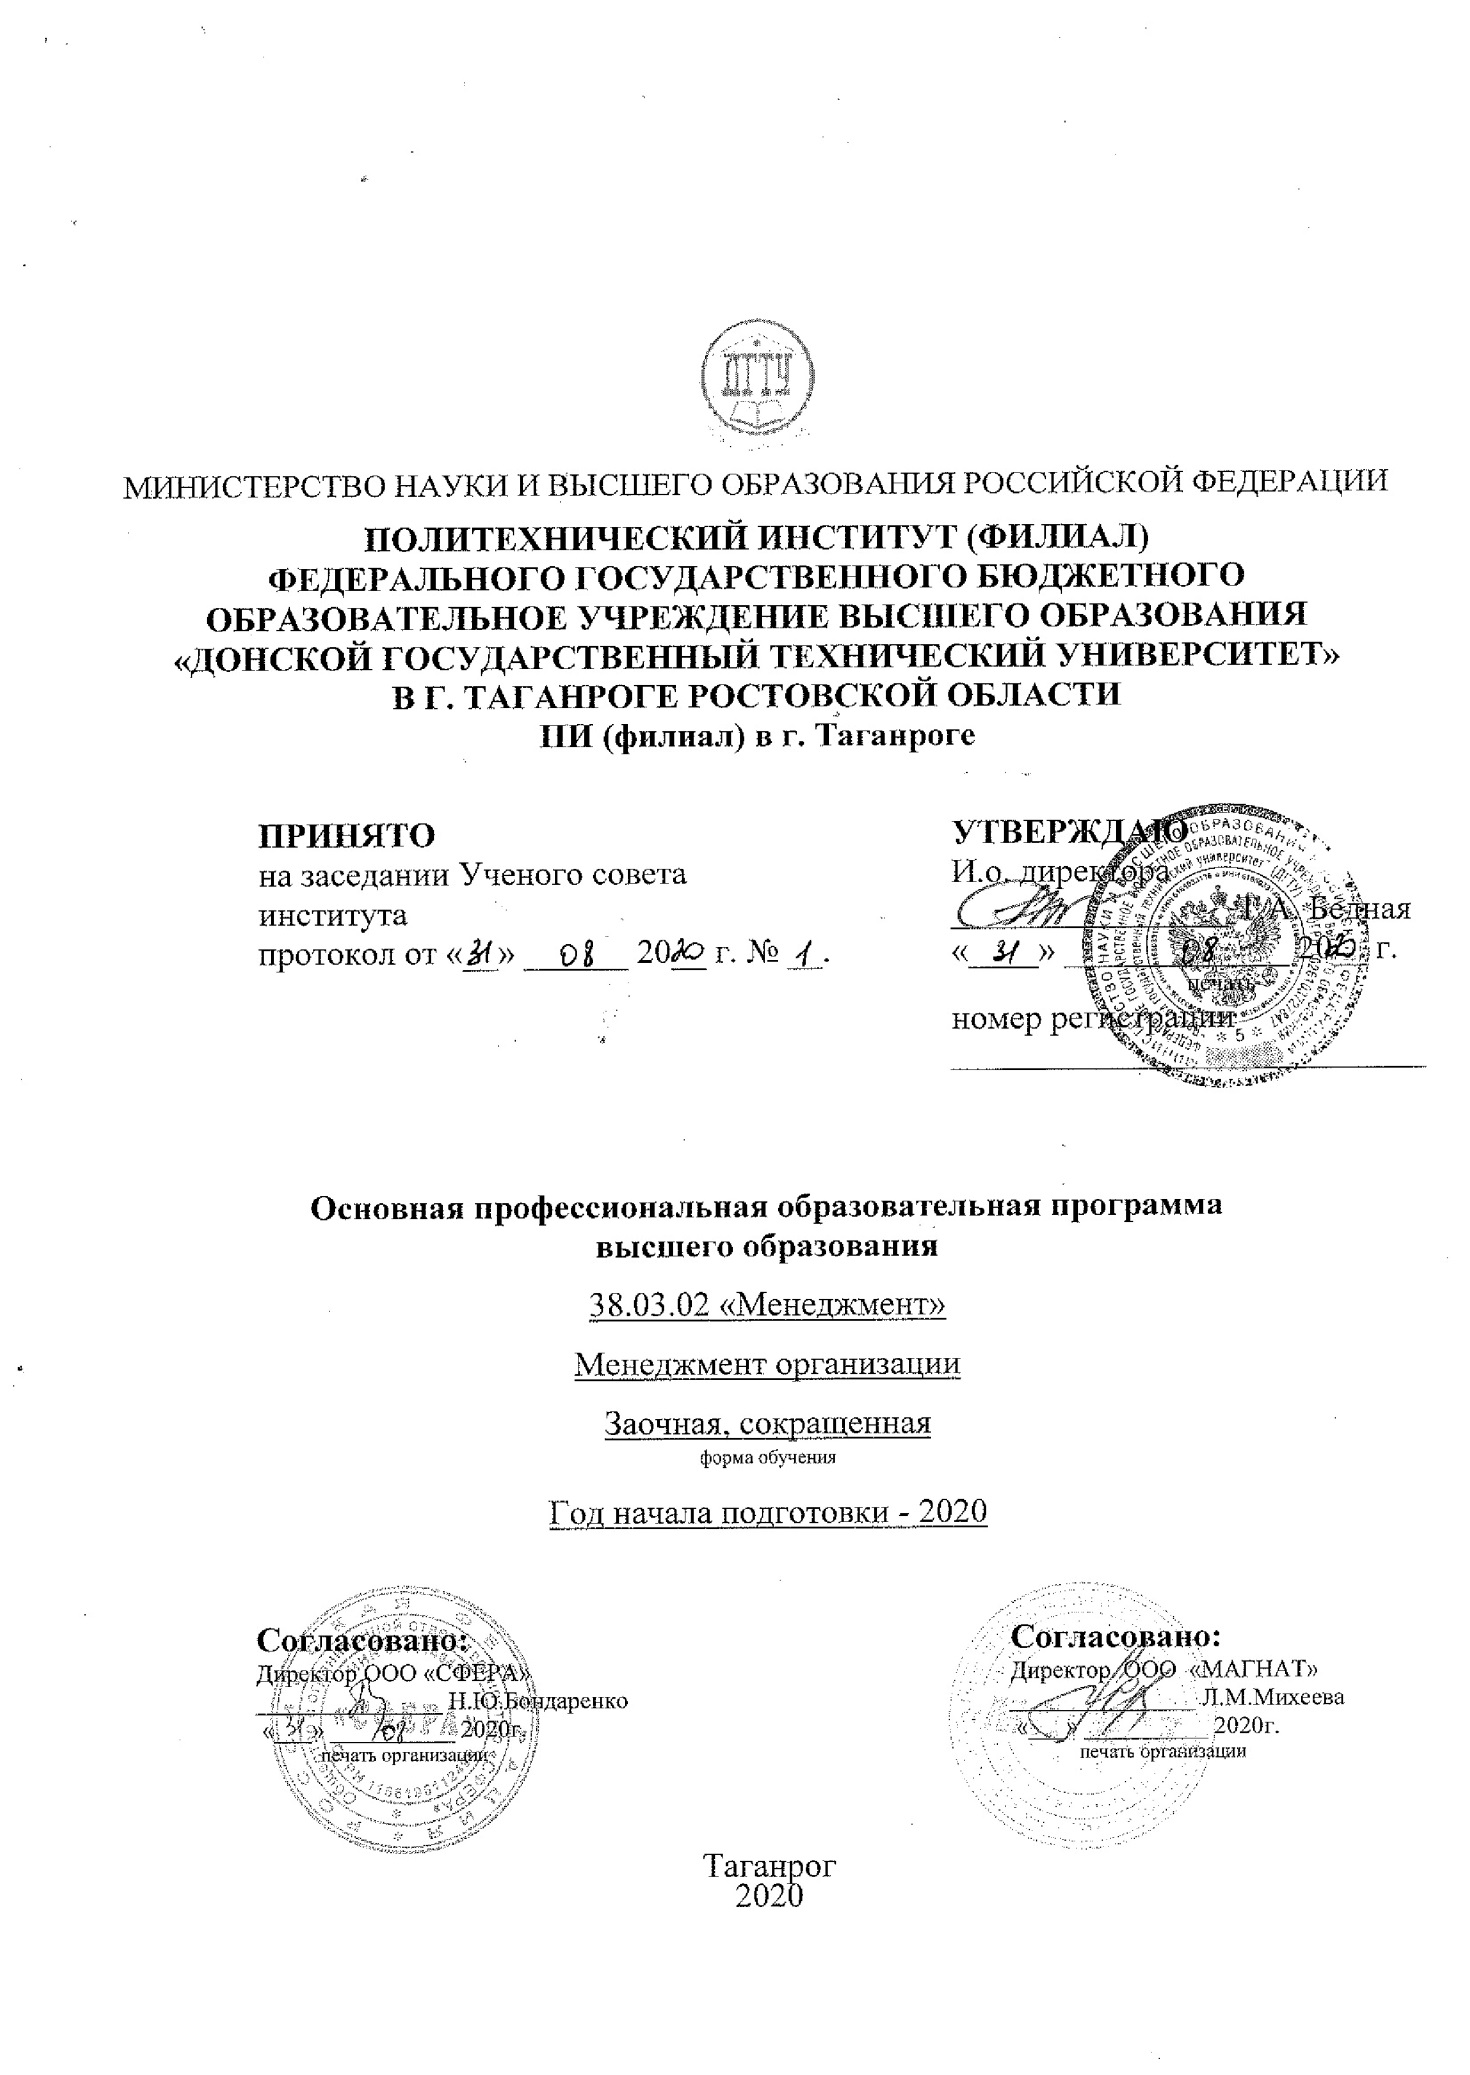 ДГТУ
МИНИСТЕРСТВО НАУКИ И ВЫСШЕГО ОБРАЗОВАНИЯ РОССИЙСКОЙ ФЕДЕРАЦИИ
ПОЛИТЕХНИЧЕСКИЙ ИНСТИТУТ (ФИЛИАЛ)
ФЕДЕРАЛЬНОГО ГОСУДАРСТВЕННОГО БЮДЖЕТНОГО
ОБРАЗОВАТЕЛЬНОЕ УЧРЕЖДЕНИЕ ВЫСШЕГО ОБРАЗОВАНИЯ
«ДОНСКОЙ ГОСУДАРСТВЕННЫЙ ТЕХНИЧЕСКИЙ УНИВЕРСИТЕТ»
В Г. ТАГАНРОГЕ РОСТОВСКОЙ ОБЛАСТИ
ПИ (филиал) в г. Таганроге
ПРИНЯТО
на заседании Ученого совета
института
протокол от «31» 08 2020 г. № 1.
УТВЕРЖДАЮ
И.о. директора
Т.А. Бедная
«31» 08 2020 г.
печать
номер регистрации
Основная профессиональная образовательная программа
высшего образования
38.03.02 «Менеджмент»
Менеджмент организации
Заочная, сокращенная
форма обучения
Год начала подготовки - 2020
Согласовано:
Директор ООО «СФЕРА»
Н.Ю.Бондаренко
«31» 08 2020г.
печать организации
Согласовано:
Директор ООО «МАГНАТ»
Л.М.Михеева
«___» 2020г.
печать организации
Таганрог
2020